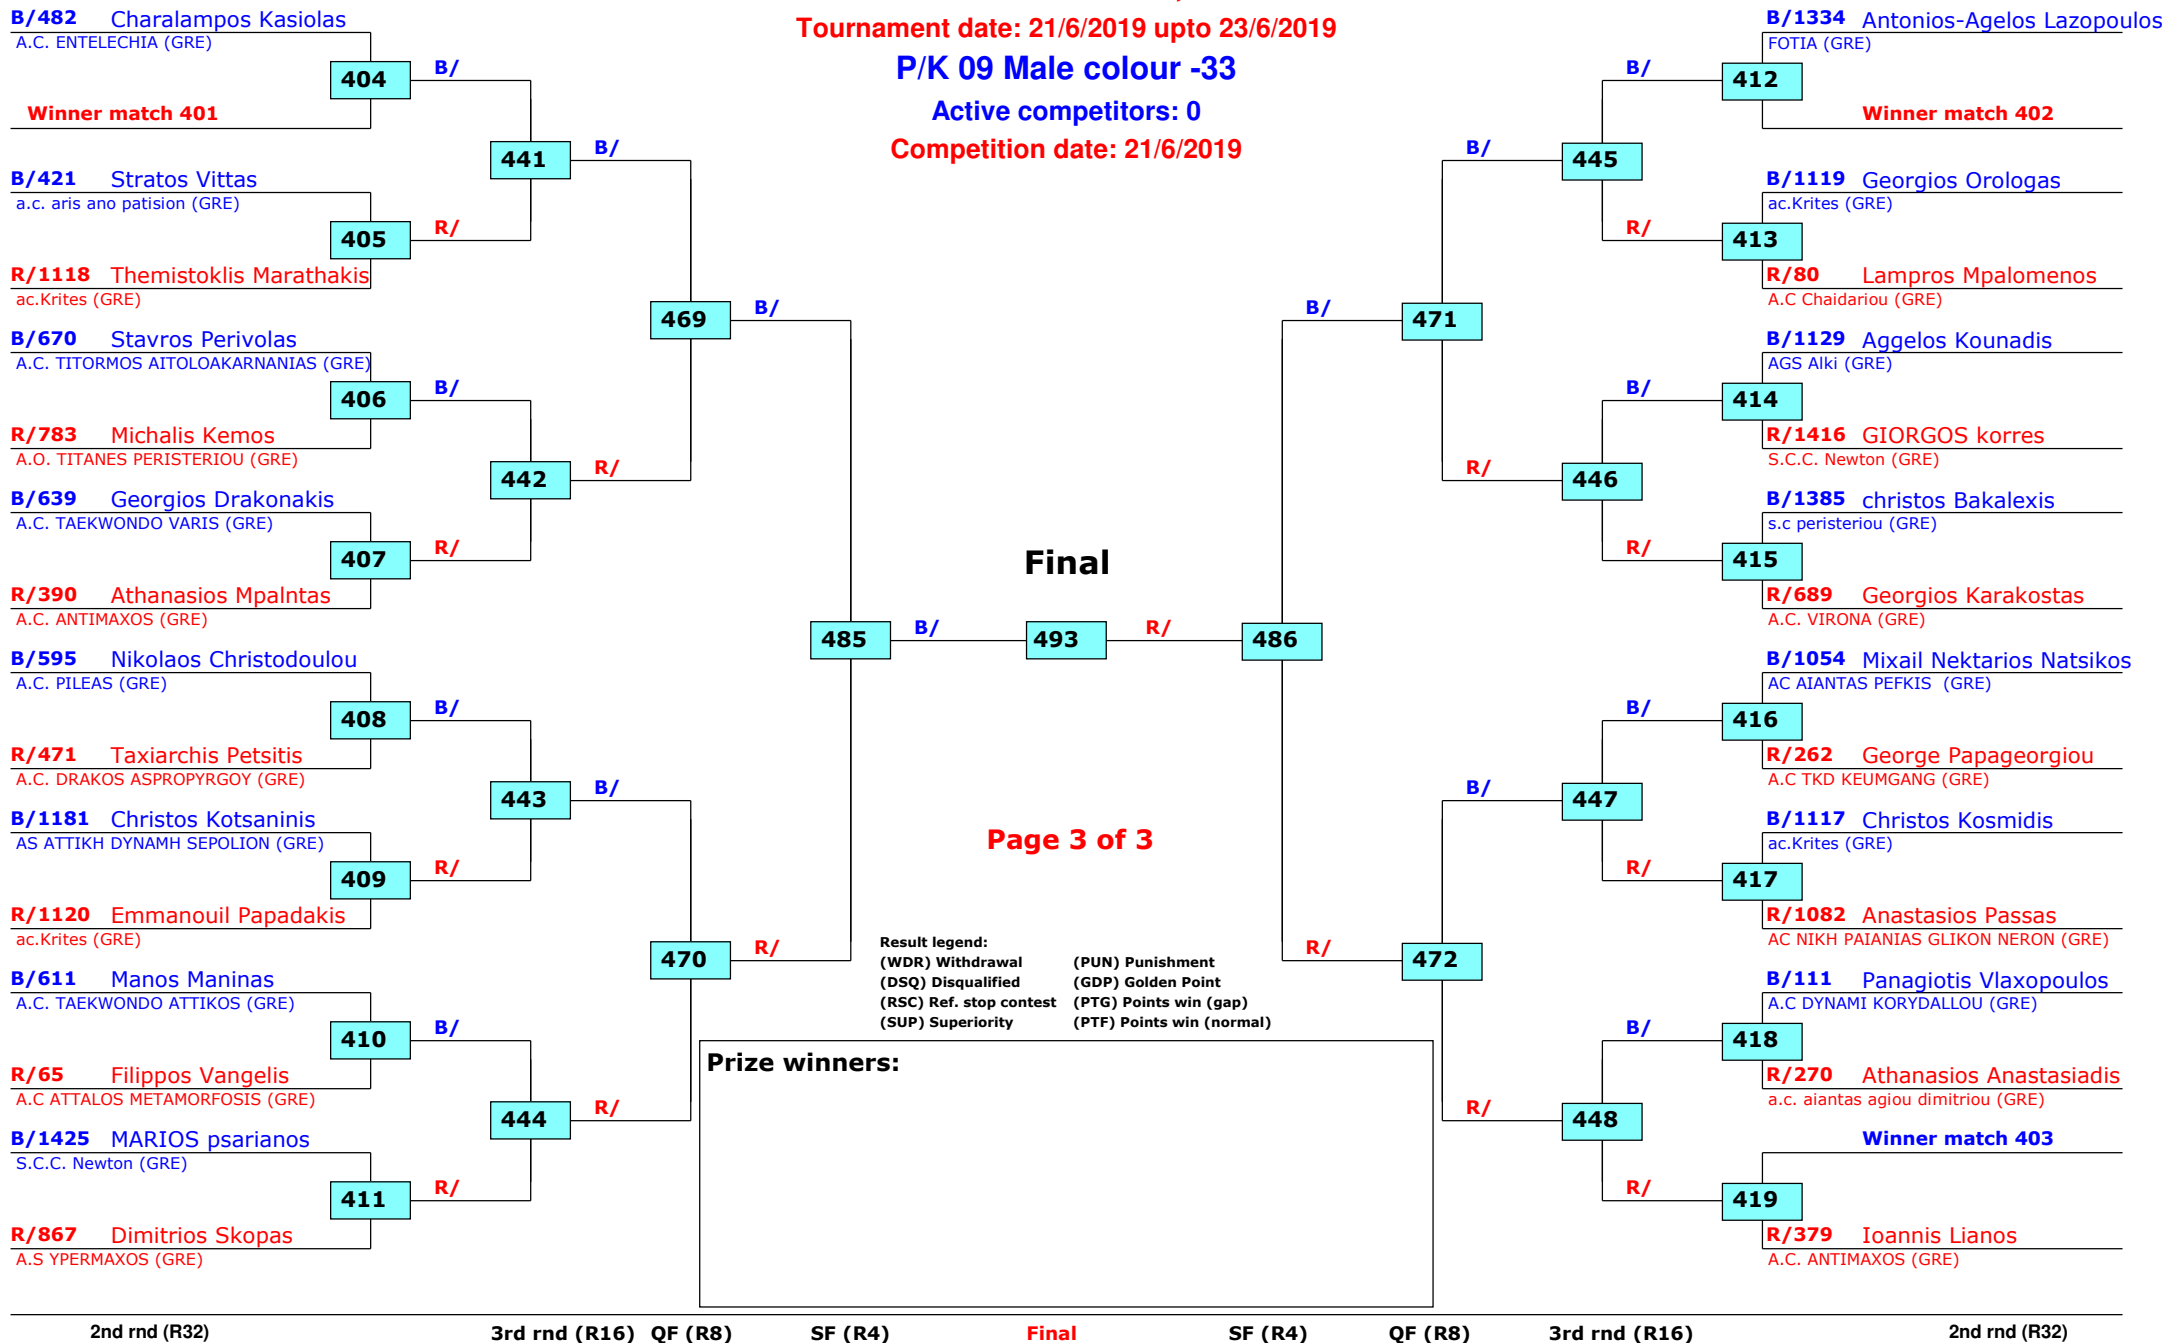 Tournament date: 21/6/2019 upto 23/6/2019
P/K 09 Male colour -33
Active competitors: 0
Competition date: 21/6/2019
B/482 Charalampos Kasiolas
A.C. ENTELECHIA (GRE)
404
B/
Winner match 401
441
B/
B/421 Stratos Vittas
a.c. aris ano patision (GRE)
405
R/
R/1118 Themistoklis Marathakis
ac.Krites (GRE)
469
B/
B/670 Stavros Perivolas
A.C. TITORMOS AITOLOAKARNANIAS (GRE)
406
B/
R/783 Michalis Kemos
A.O. TITANES PERISTERIOU (GRE)
442
R/
B/639 Georgios Drakonakis
A.C. TAEKWONDO VARIS (GRE)
407
R/
R/390 Athanasios Mpalntas
A.C. ANTIMAXOS (GRE)
485
B/
B/595 Nikolaos Christodoulou
A.C. PILEAS (GRE)
408
B/
R/471 Taxiarchis Petsitis
A.C. DRAKOS ASPROPYRGOY (GRE)
443
B/
B/1181 Christos Kotsaninis
AS ATTIKH DYNAMH SEPOLION (GRE)
409
R/
R/1120 Emmanouil Papadakis
ac.Krites (GRE)
470
R/
B/611 Manos Maninas
A.C. TAEKWONDO ATTIKOS (GRE)
410
B/
R/65 Filippos Vangelis
A.C ATTALOS METAMORFOSIS (GRE)
444
R/
B/1425 MARIOS psarianos
S.C.C. Newton (GRE)
411
R/
R/867 Dimitrios Skopas
A.S YPERMAXOS (GRE)
Final
493
R/
Page 3 of 3
Result legend:
(WDR) Withdrawal (PUN) Punishment
(DSQ) Disqualified (GDP) Golden Point
(RSC) Ref. stop contest (PTG) Points win (gap)
(SUP) Superiority (PTF) Points win (normal)
Prize winners:
B/1334 Antonios-Agelos Lazopoulos
FOTIA (GRE)
B/
412
Winner match 402
B/
445
B/1119 Georgios Orologas
ac.Krites (GRE)
R/
413
R/80 Lampros Mpalomenos
A.C Chaidariou (GRE)
B/
471
B/1129 Aggelos Kounadis
AGS Alki (GRE)
B/
414
R/1416 GIORGOS korres
S.C.C. Newton (GRE)
R/
446
B/1385 christos Bakalexis
s.c peristeriou (GRE)
R/
415
R/689 Georgios Karakostas
A.C. VIRONA (GRE)
486
B/1054 Mixail Nektarios Natsikos
AC AIANTAS PEFKIS (GRE)
B/
416
R/262 George Papageorgiou
A.C TKD KEUMGANG (GRE)
B/
447
B/1117 Christos Kosmidis
ac.Krites (GRE)
R/
417
R/1082 Anastasios Passas
AC NIKH PAIANIAS GLIKON NERON (GRE)
R/
472
B/111 Panagiotis Vlaxopoulos
A.C DYNAMI KORYDALLOU (GRE)
B/
418
R/270 Athanasios Anastasiadis
a.c. aiantas agiou dimitriou (GRE)
R/
448
Winner match 403
R/
419
R/379 Ioannis Lianos
A.C. ANTIMAXOS (GRE)
2nd rnd (R32) 3rd rnd (R16) QF (R8) SF (R4) Final SF (R4) QF (R8) 3rd rnd (R16) 2nd rnd (R32)